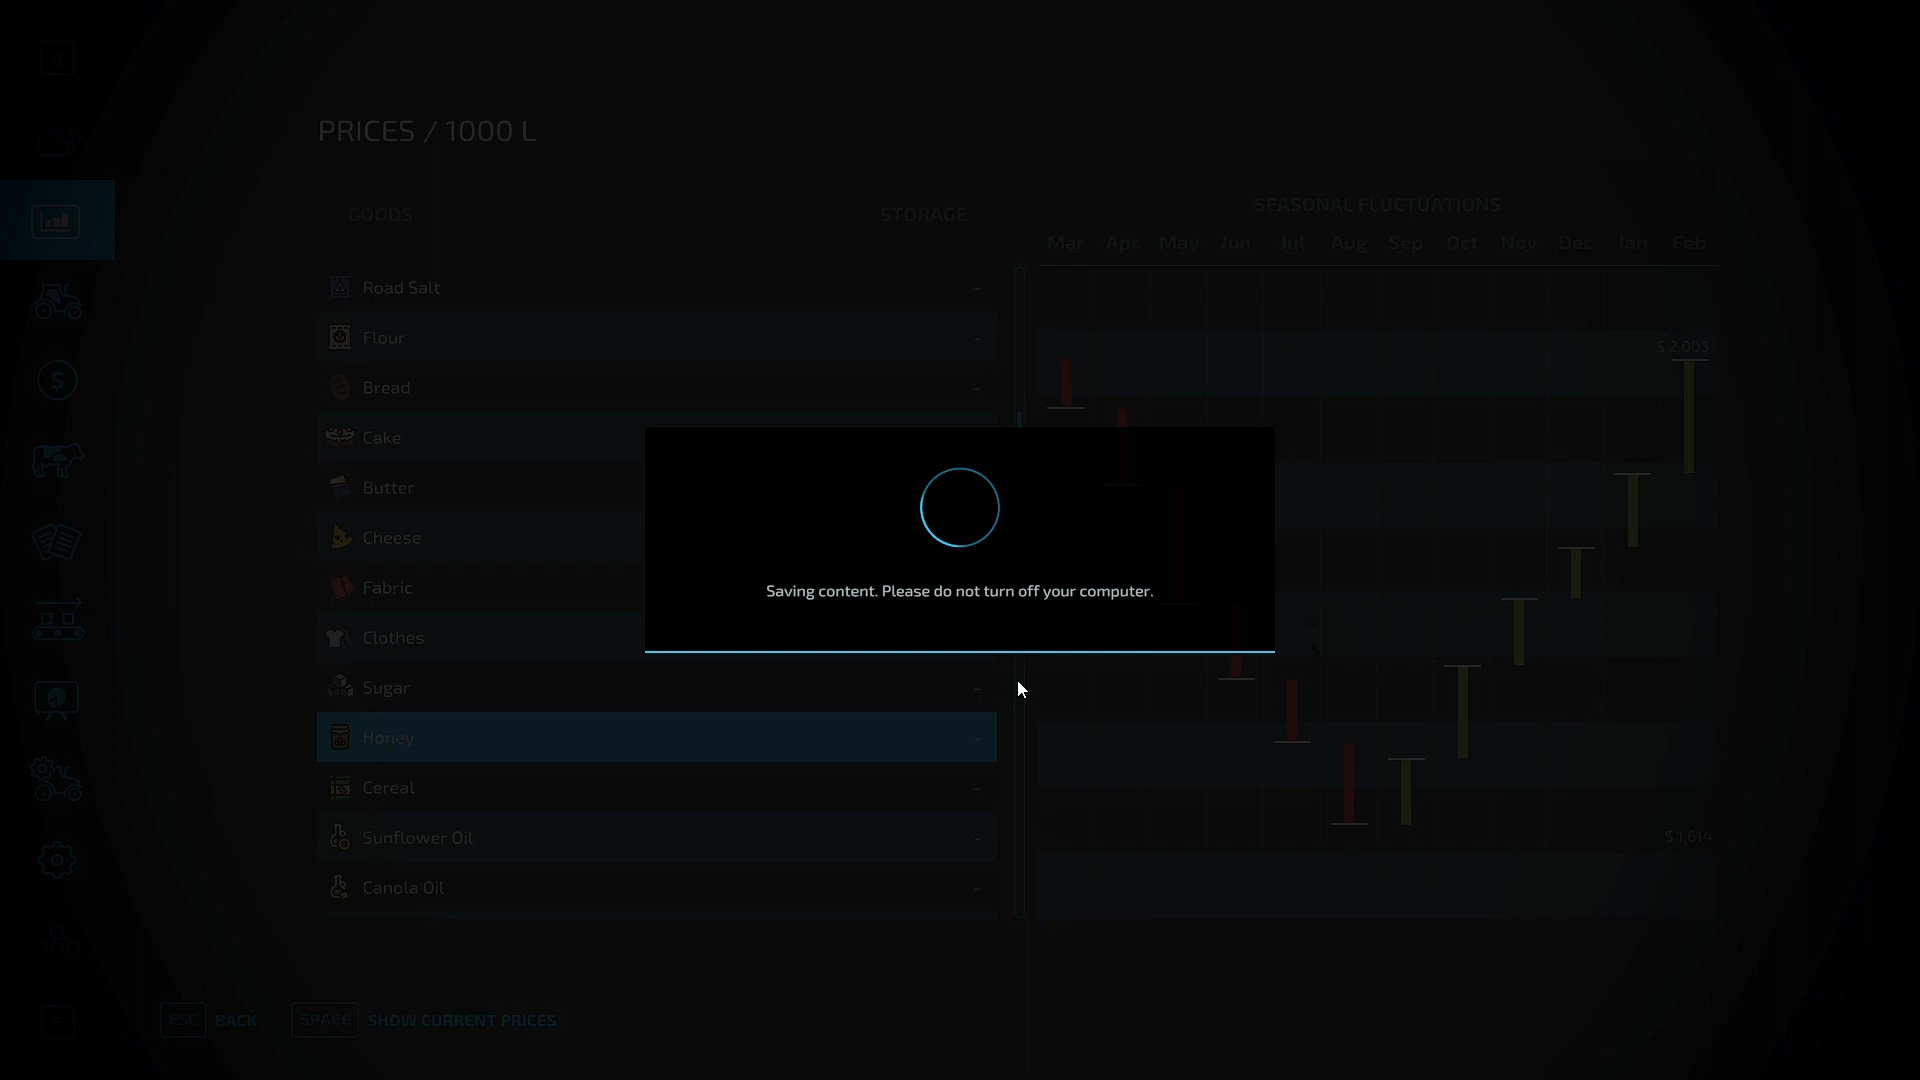 PRICES / 1000 L
GOODS
STORAGE
SEASONAL FLUCTUATIONS
Mar Apr May Jun Jul Aug Sep Oct Nov Dec Jan Feb
Road Salt -
Flour -
Bread -
Cake
Butter
Cheese
Fabric
Clothes
Sugar -
Honey -
Cereal -
Sunflower Oil -
Canola Oil -
$ 2.003
$ 1.614
Saving content. Please do not turn off your computer.
ESC BACK
SPACE SHOW CURRENT PRICES